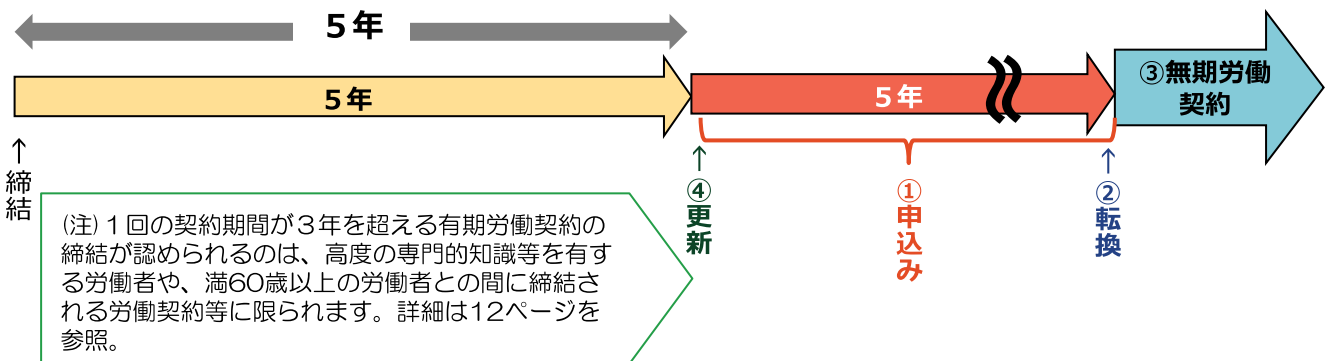 ５年
５年
５年
③無期労働
契約
↑
締結
↑
④更新
①申込み
↑
②転換
(注)１回の契約期間が３年を超える有期労働契約の
締結が認められるのは、高度の専門的知識等を有す
る労働者や、満60歳以上の労働者との間に締結さ
れる労働契約等に限られます。詳細は12ページを
参照。